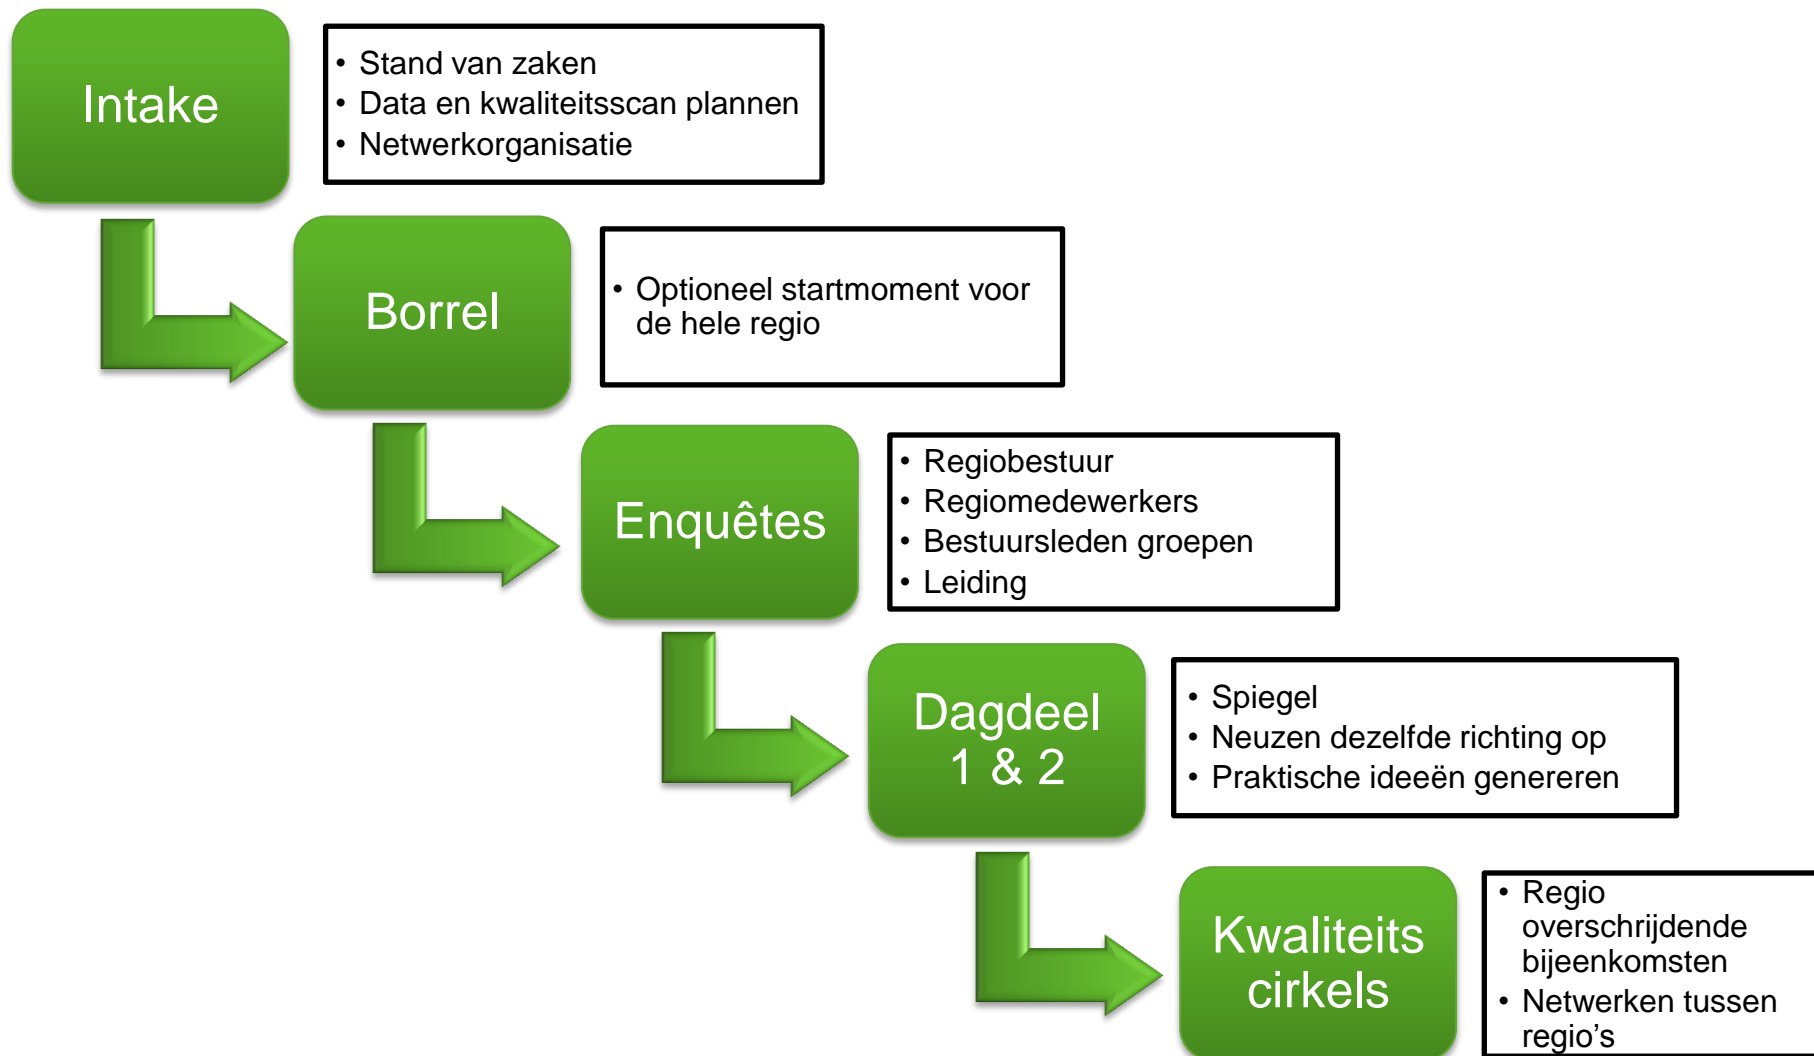 Intake
• Stand van zaken
• Data en kwaliteitsscan plannen
• Netwerkorganisatie
Borrel
• Optioneel startmoment voor
de hele regio
Enquêtes
• Regiobestuur
• Regiomedewerkers
• Bestuursleden groepen
• Leiding
Dagdeel
1 & 2
• Spiegel
• Neuzen dezelfde richting op
• Praktische ideeën genereren
Kwaliteits
cirkels
• Regio
overschrijdende
bijeenkomsten
• Netwerken tussen
regio's